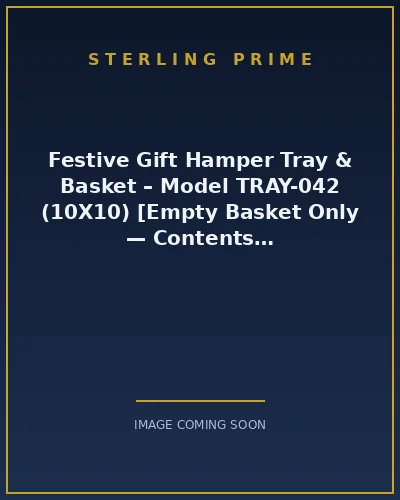 STERLING PRIME
Festive Gift Hamper Tray &
Basket – Model TRAY-042
(10X10) [Empty Basket Only
— Contents…
IMAGE COMING SOON